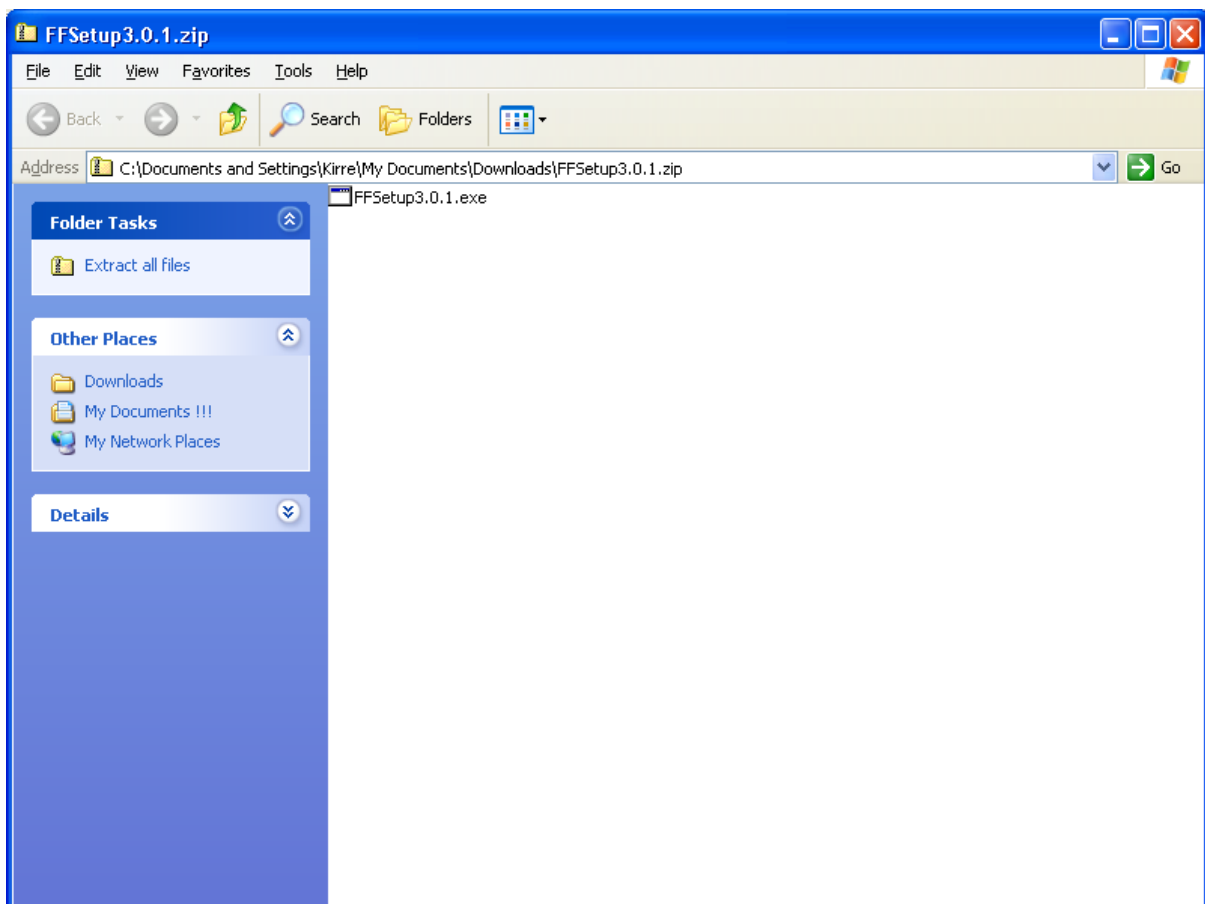 FFSetup3.0.1.zip
File Edit View Favorites Tools Help
Back Search Folders
Address C:\Documents and Settings\Kirre\My Documents\Downloads\FFSetup3.0.1.zip Go
FFSetup3.0.1.exe
Folder Tasks
Extract all files
Other Places
Downloads
My Documents !!!
My Network Places
Details